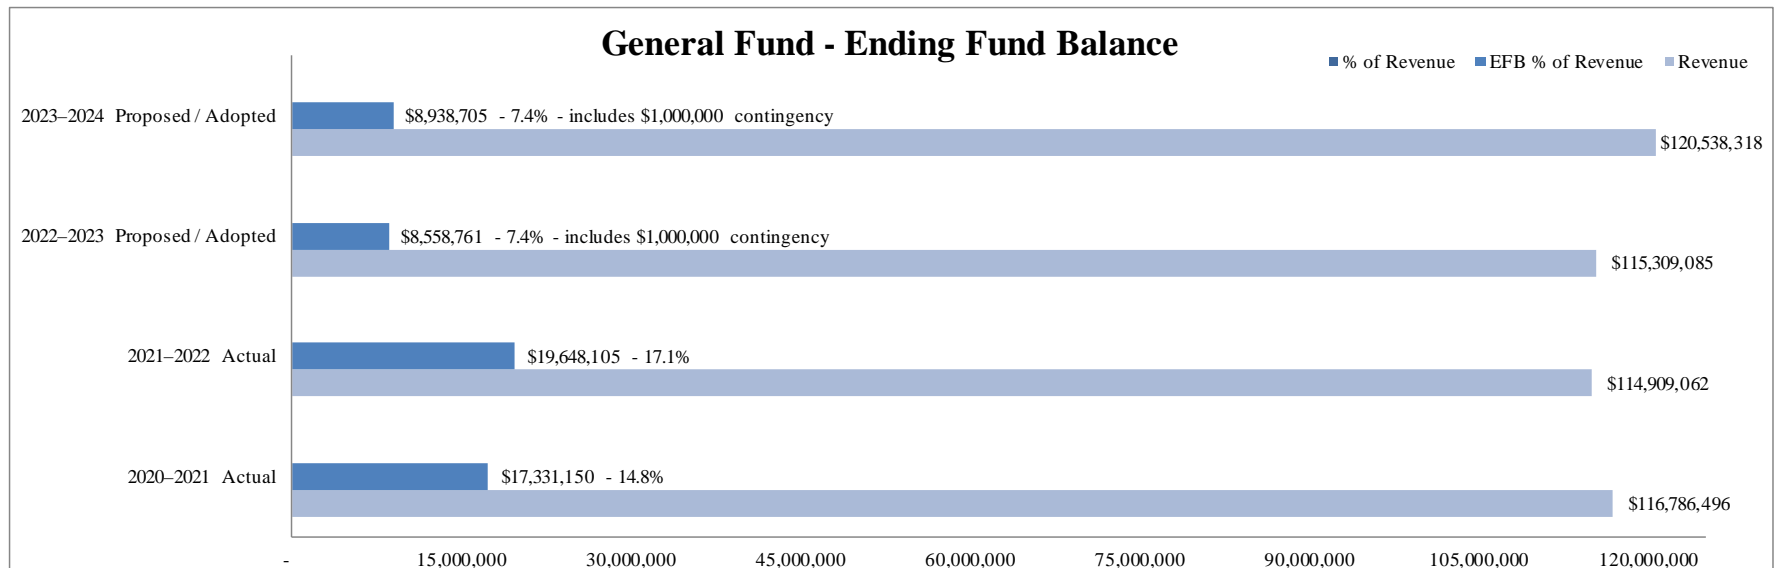 General Fund - Ending Fund Balance
% of Revenue EFB % of Revenue Revenue
2023–2024 Proposed / Adopted
$8,938,705 - 7.4% - includes $1,000,000 contingency
$120,538,318
2022–2023 Proposed / Adopted
$8,558,761 - 7.4% - includes $1,000,000 contingency
$115,309,085
2021–2022 Actual
$19,648,105 - 17.1%
$114,909,062
2020–2021 Actual
$17,331,150 - 14.8%
$116,786,496
- 15,000,000 30,000,000 45,000,000 60,000,000 75,000,000 90,000,000 105,000,000 120,000,000